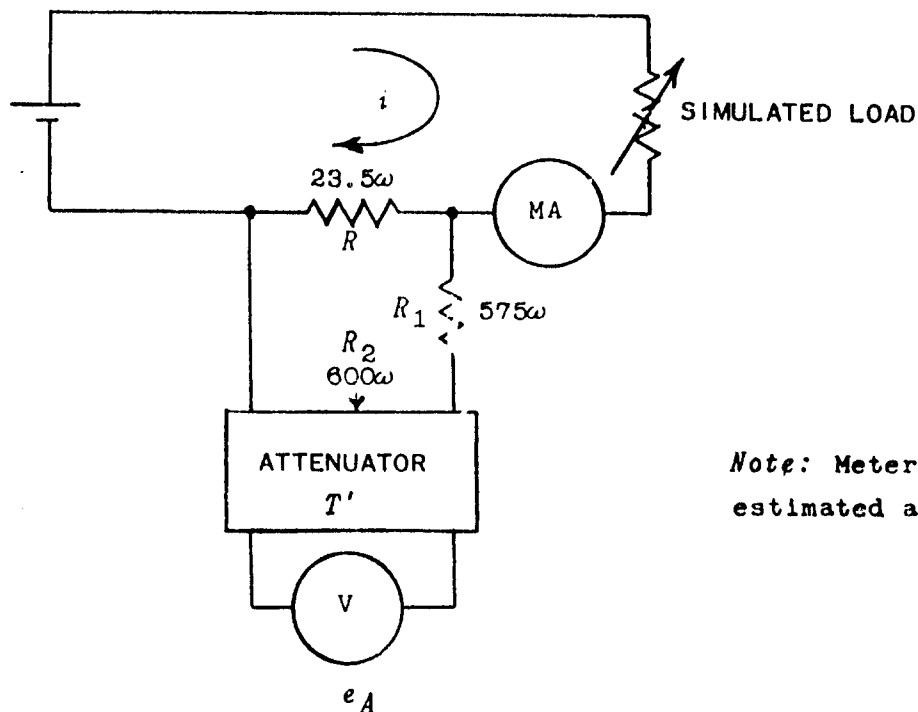 i
SIMULATED LOAD
23.5ω
R
MA
R1 575ω
R2
600ω
ATTENUATOR
T'
Note: Meter
estimated a
V
eA